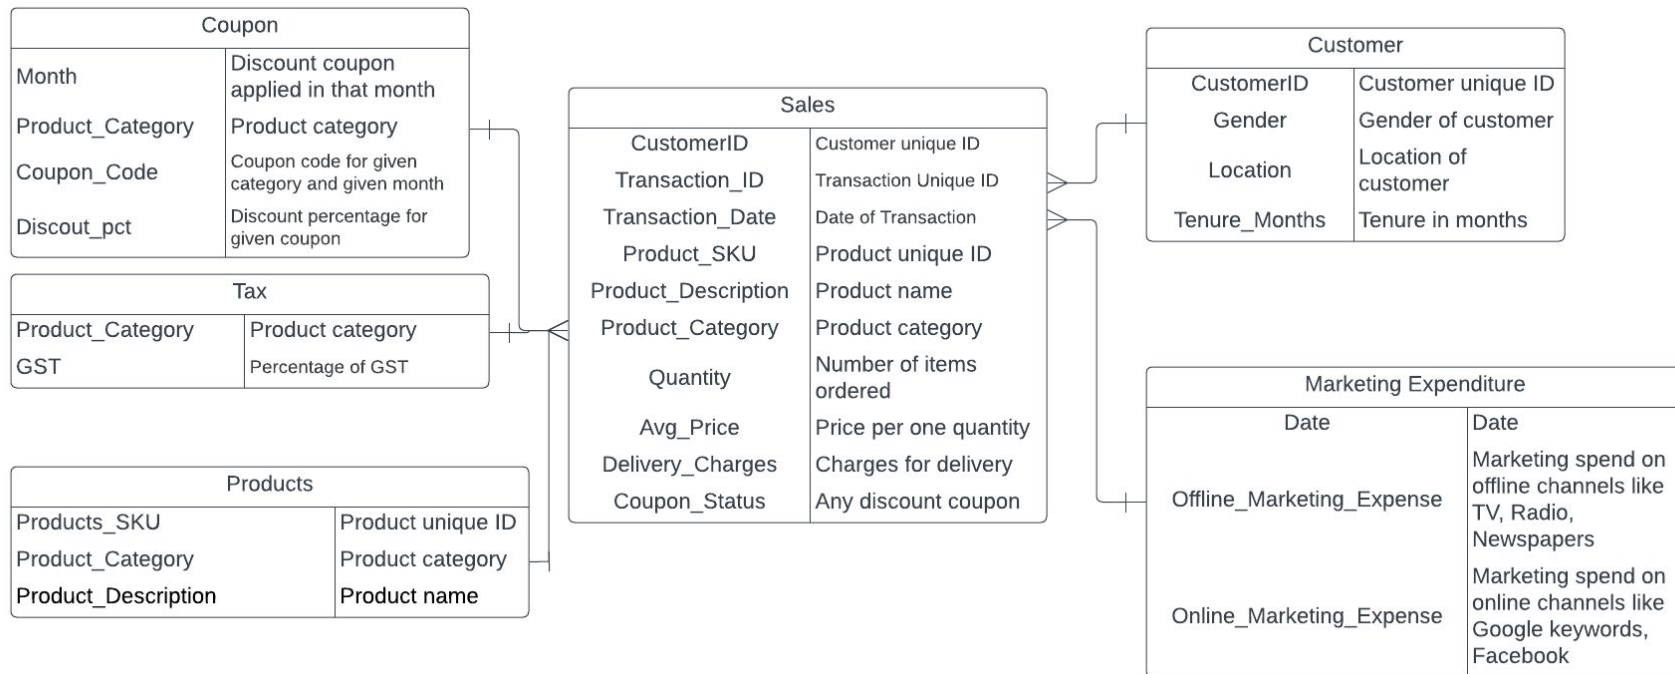 Coupon
Month
Discount coupon
applied in that month
Product_Category
Product category
Coupon_Code
Coupon code for given
category and given month
Discout_pct
Discount percentage for
given coupon
Tax
Product_Category
Product category
GST
Percentage of GST
Products
Products_SKU
Product unique ID
Product_Category
Product category
Product_Description
Product name
Sales
CustomerID
Customer unique ID
Transaction_ID
Transaction Unique ID
Transaction_Date
Date of Transaction
Product_SKU
Product unique ID
Product_Description
Product name
Product_Category
Product category
Quantity
Number of items
ordered
Avg_Price
Price per one quantity
Delivery_Charges
Charges for delivery
Coupon_Status
Any discount coupon
Customer
CustomerID
Customer unique ID
Gender
Gender of customer
Location
Location of
customer
Tenure_Months
Tenure in months
Marketing Expenditure
Date
Date
Offline_Marketing_Expense
Marketing spend on
offline channels like
TV, Radio,
Newspapers
Online_Marketing_Expense
Marketing spend on
online channels like
Google keywords,
Facebook